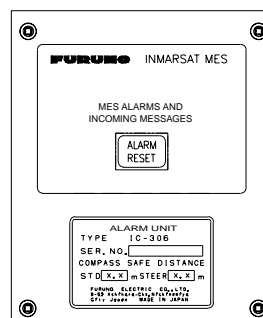 FURUNO INMARSAT MES
MES ALARMS AND
INCOMING MESSAGES
ALARM
RESET
ALARM UNIT
TYPE IC-306
SER. NO.
COMPASS SAFE DISTANCE
STD X.X m STEER X.X m
FURUNO ELECTRIC CO., LTD.
MADE IN JAPAN